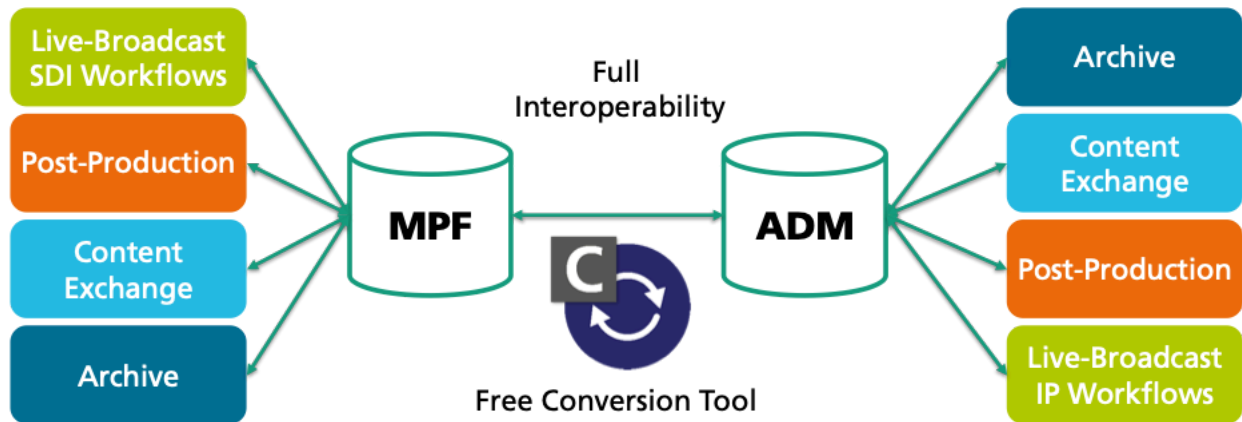 Live-Broadcast
SDI Workflows
Post-Production
Content
Exchange
Archive
Full
Interoperability
MPF
ADM
C
Free Conversion Tool
Archive
Content
Exchange
Post-Production
Live-Broadcast
IP Workflows